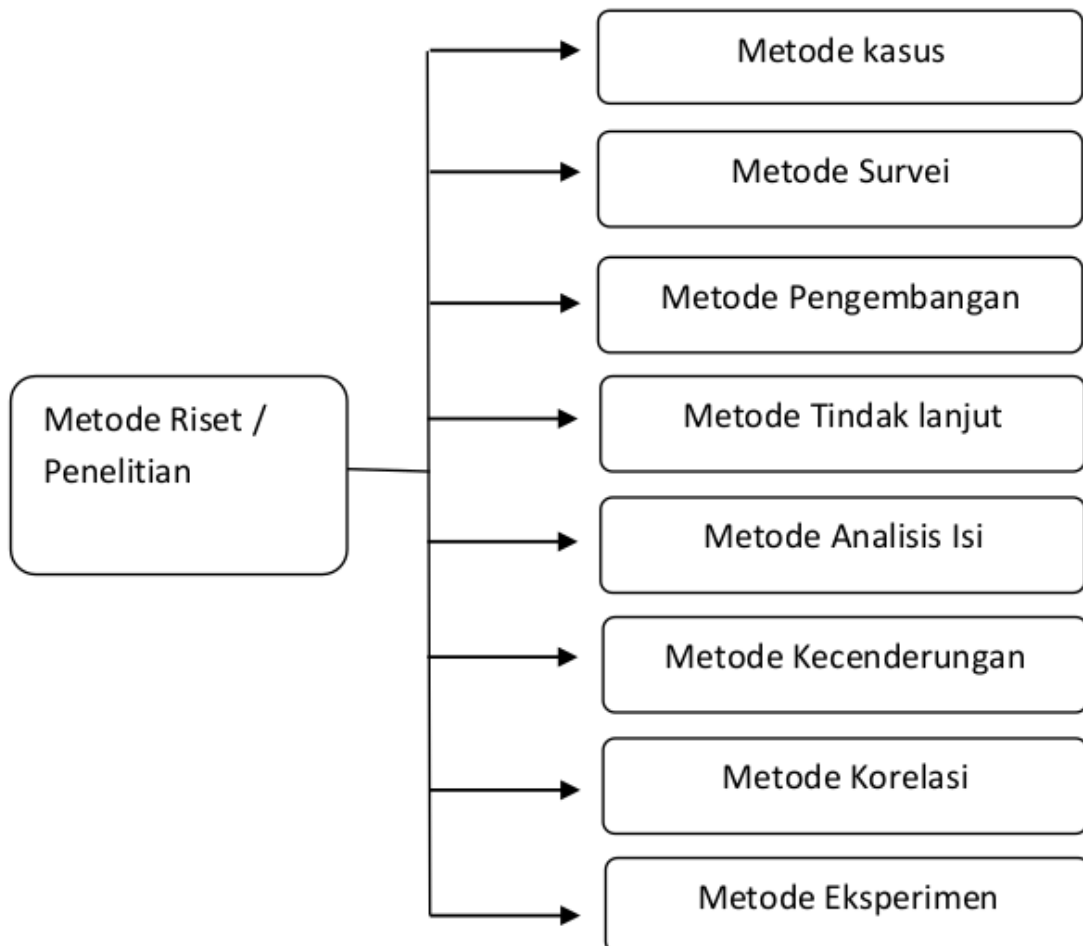 Metode kasus
Metode Survei
Metode Pengembangan
Metode Riset /
Penelitian
Metode Tindak lanjut
Metode Analisis Isi
Metode Kecenderungan
Metode Korelasi
Metode Eksperimen